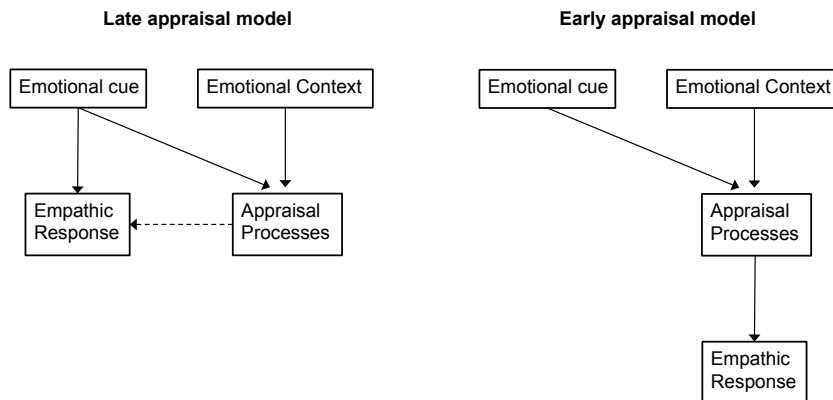 Late appraisal model
Emotional cue
Emotional Context
Empathic
Response
Appraisal
Processes
Early appraisal model
Emotional cue
Emotional Context
Appraisal
Processes
Empathic
Response